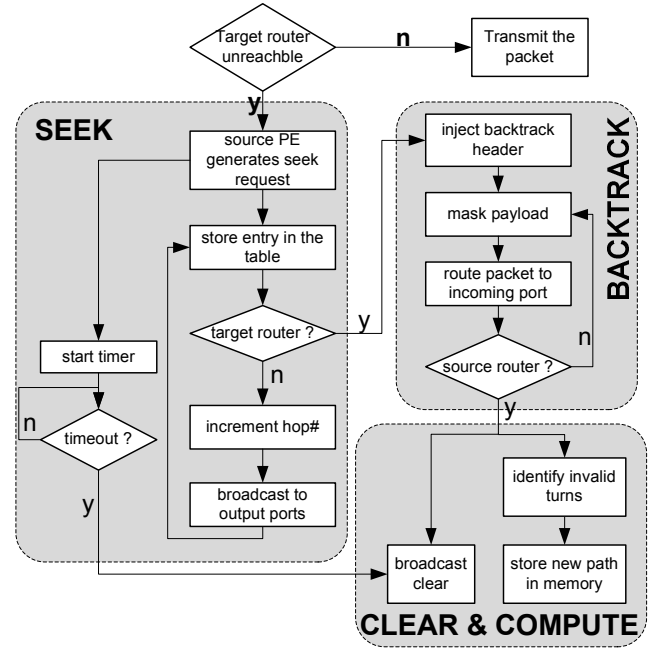 Target router
unreachble
n
Transmit the
packet
y
SEEK
source PE
generates seek
request
store entry in the
table
target router ?
y
n
start timer
n
timeout ?
y
increment hop#
broadcast to
output ports
BACKTRACK
inject backtrack
header
mask payload
route packet to
incoming port
n
source router ?
y
identify invalid
turns
broadcast
clear
store new path
in memory
CLEAR & COMPUTE